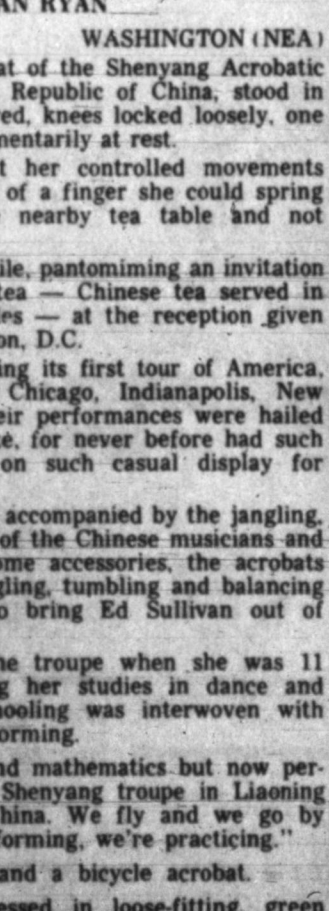 AN RYAN
WASHINGTON (NEA)
at of the Shenyang Acrobatic
Republic of China, stood in
ed, knees locked loosely, one
mentarily at rest.
t her controlled movements
of a finger she could spring
nearby tea table and not
ile, pantomiming an invitation
tea — Chinese tea served in
es — at the reception given
on, D.C.
ing its first tour of America,
Chicago, Indianapolis, New
eir performances were hailed
e, for never before had such
on such casual display for
accompanied by the jangling,
of the Chinese musicians and
ome accessories, the acrobats
gling, tumbling and balancing
o bring Ed Sullivan out of
he troupe when she was 11
g her studies in dance and
hooling was interwoven with
orming.
nd mathematics but now per-
Shenyang troupe in Liaoning
hina. We fly and we go by
forming, we're practicing."
and a bicycle acrobat.
essed in loose-fitting, green